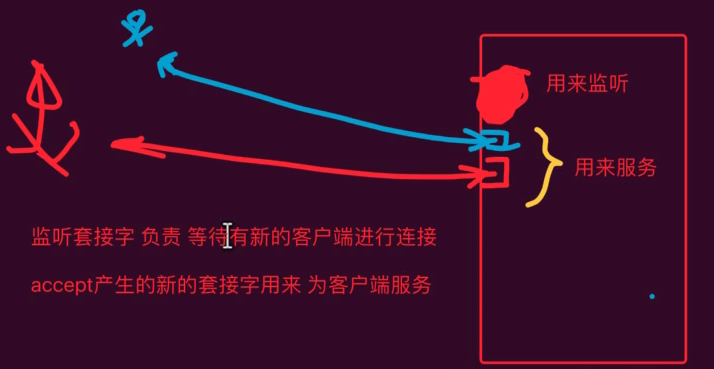 用来监听
用来服务
监听套接字 负责 等待有新的客户端进行连接
accept产生的新的套接字用来 为客户端服务